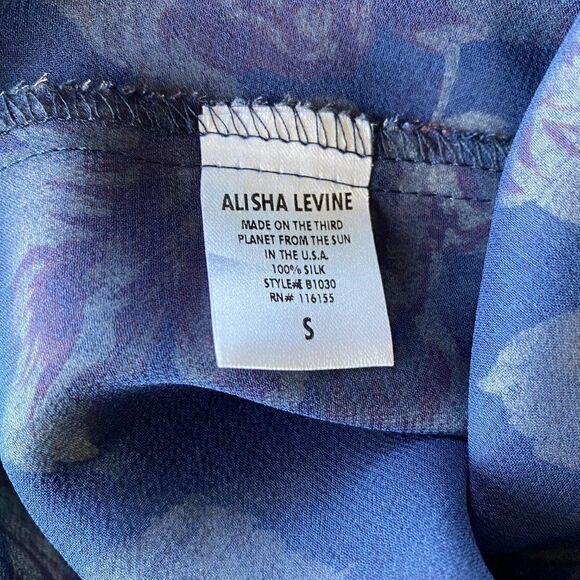 ALISHA LEVINE
MADE ON THE THIRD
PLANET FROM THE SUN
IN THE U.S.A.
100% SILK
STYLE# B1030
RN# 116155
S